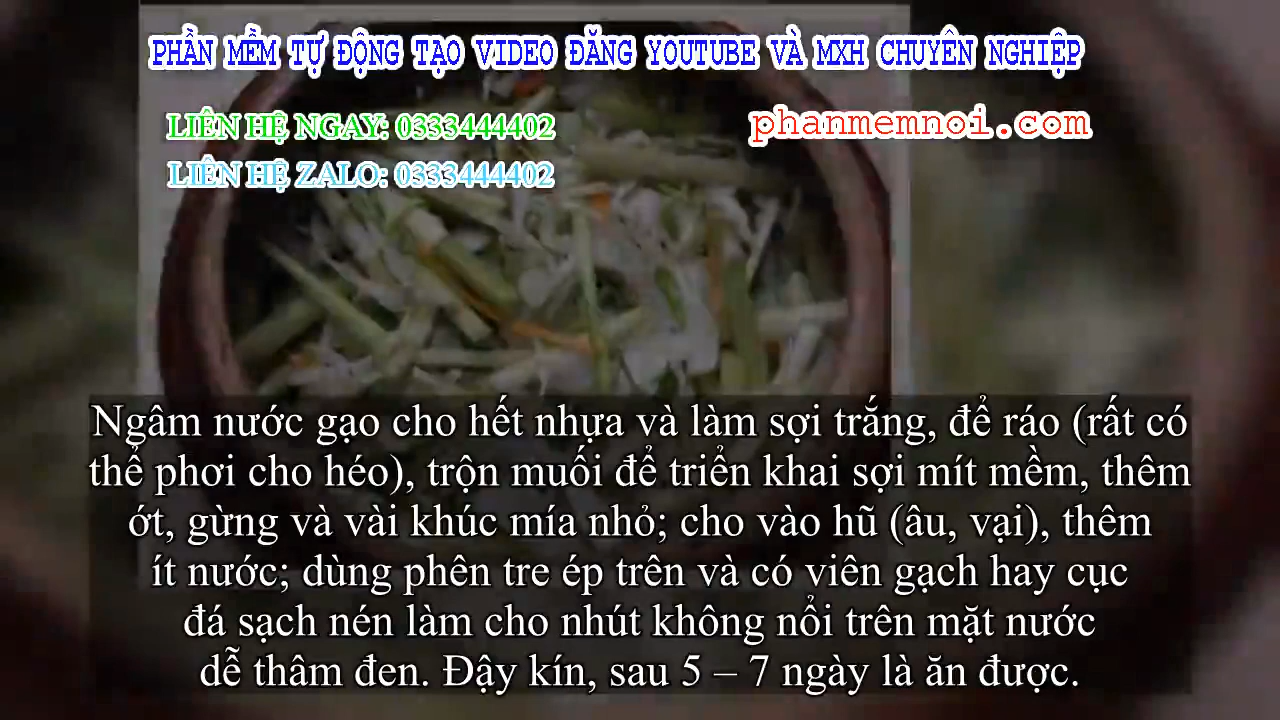 PHẦN MỀM TỰ ĐỘNG TẠO VIDEO ĐĂNG YOUTUBE VÀ MXH CHUYÊN NGHIỆP
LIÊN HỆ NGAY: 0333444402
phanmemnoi.com
LIÊN HỆ ZALO: 0333444402
Ngâm nước gạo cho hết nhựa và làm sợi trắng, để ráo (rất có
thể phơi cho héo), trộn muối để triển khai sợi mít mềm, thêm
ớt, gừng và vài khúc mía nhỏ; cho vào hũ (âu, vại), thêm
ít nước; dùng phên tre ép trên và có viên gạch hay cục
đá sạch nén làm cho nhút không nổi trên mặt nước
dễ thâm đen. Đậy kín, sau 5 – 7 ngày là ăn được.